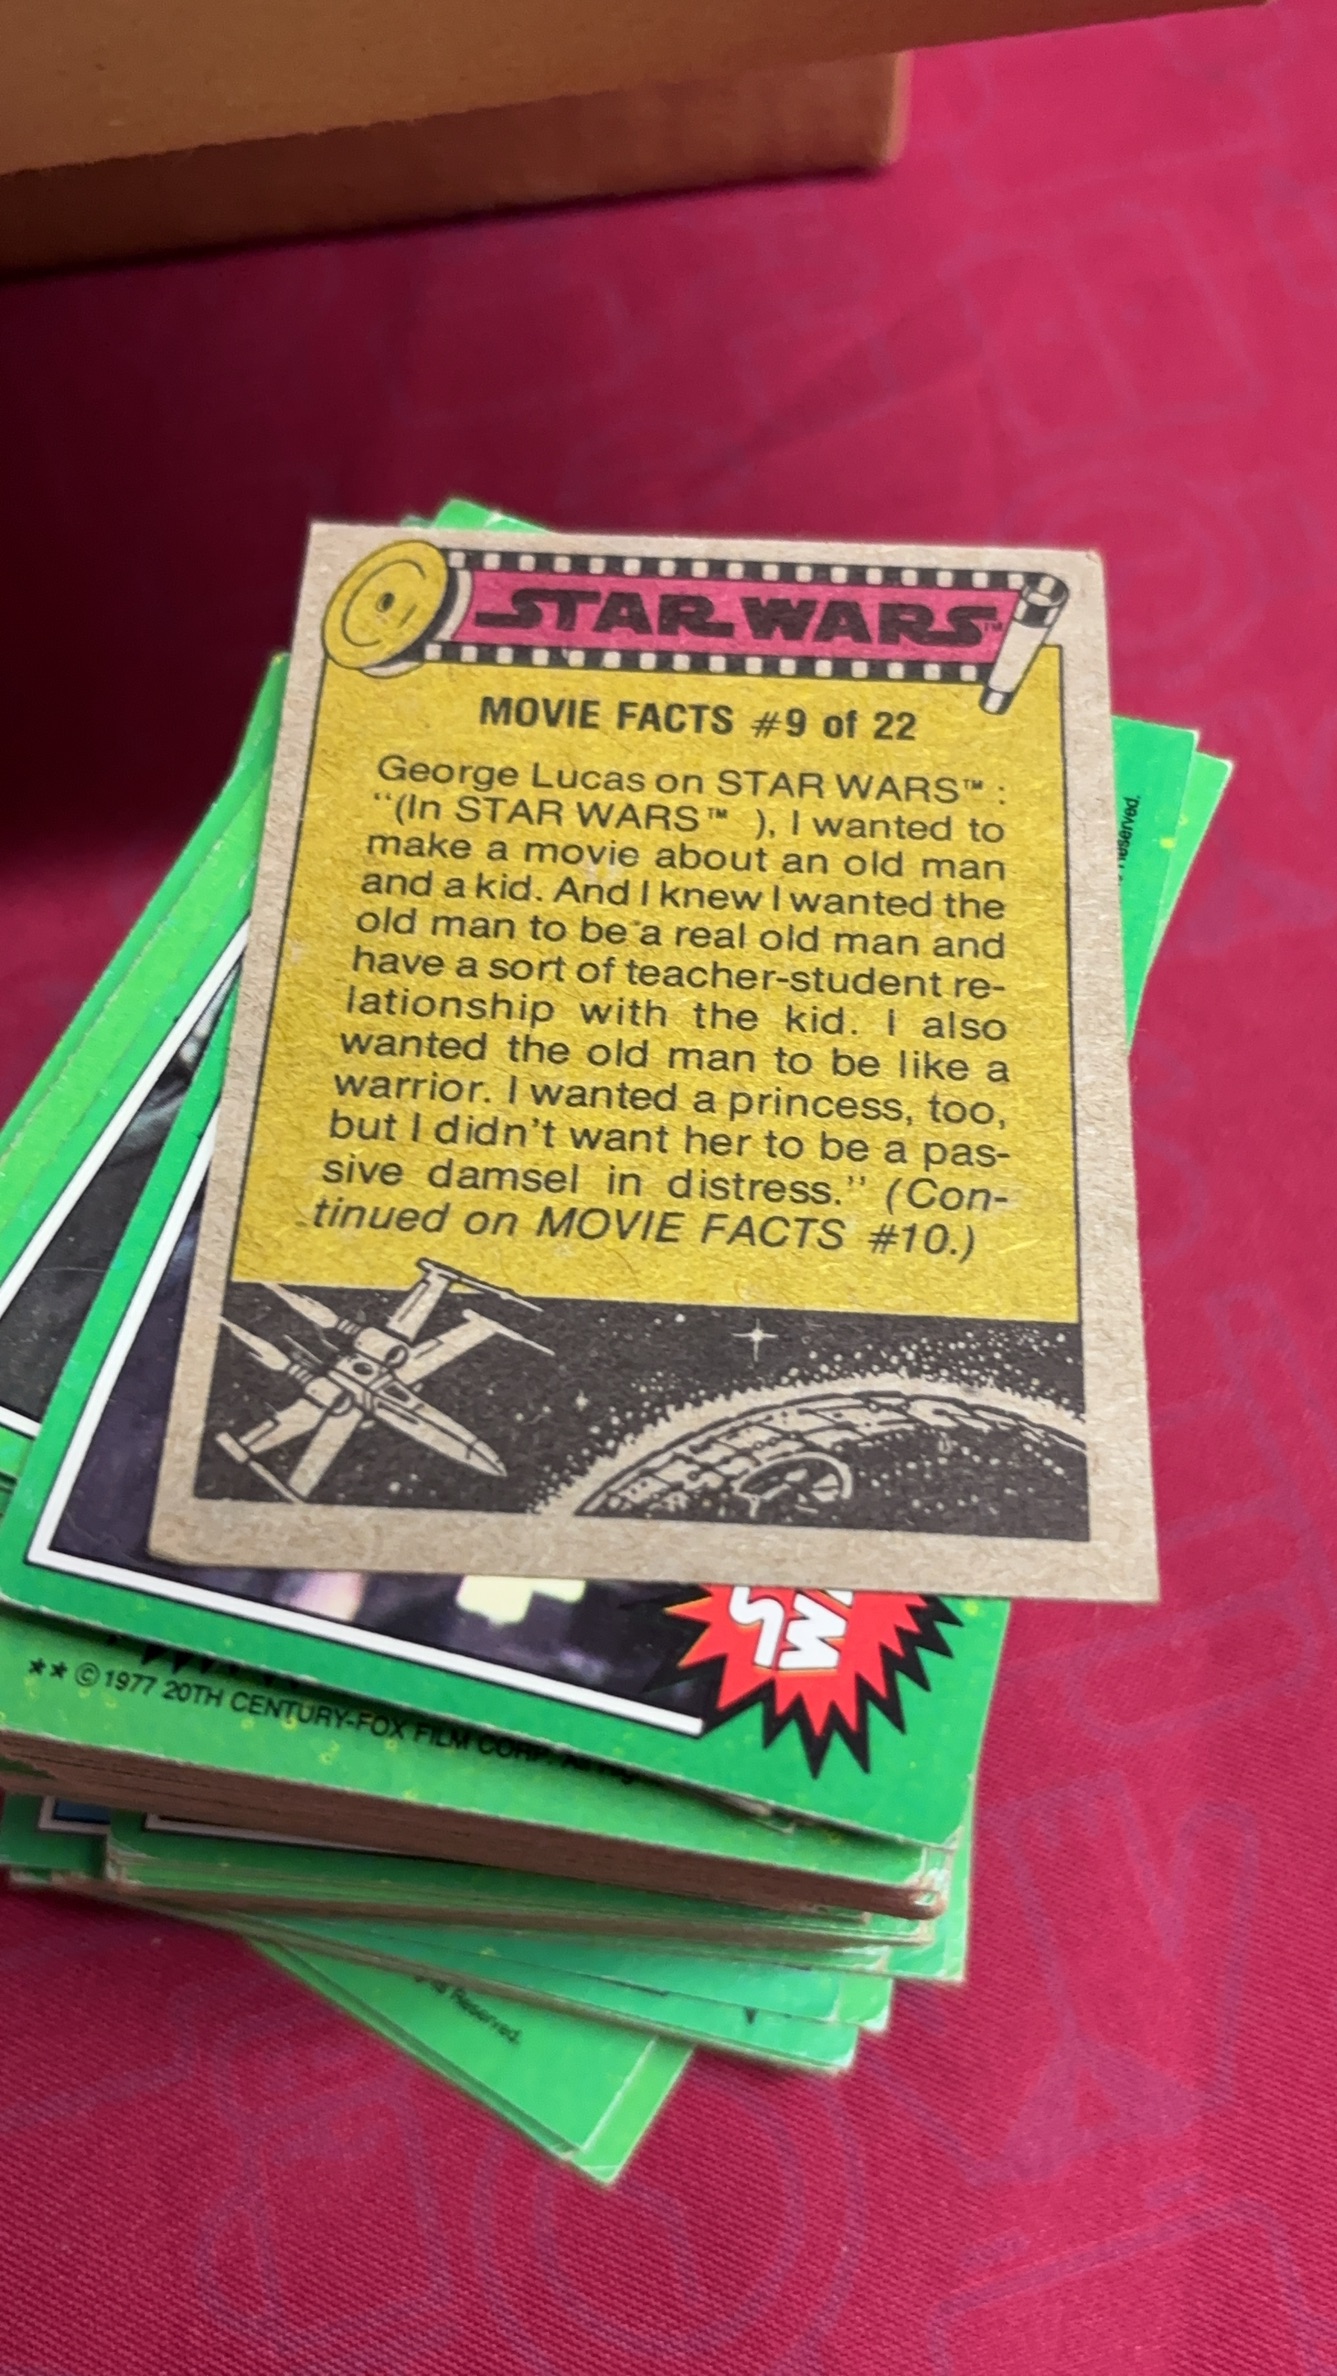 STAR WARS™
MOVIE FACTS #9 of 22
George Lucas on STAR WARS™ :
“(In STAR WARS™ ), I wanted to
make a movie about an old man
and a kid. And I knew I wanted the
old man to be a real old man and
have a sort of teacher-student re-
lationship with the kid. I also
wanted the old man to be like a
warrior. I wanted a princess, too,
but I didn’t want her to be a pas-
sive damsel in distress.” (Con-
tinued on MOVIE FACTS #10.)
Reserved.
** © 1977 20TH CENTURY-FOX FILM CORP.
Reserved.